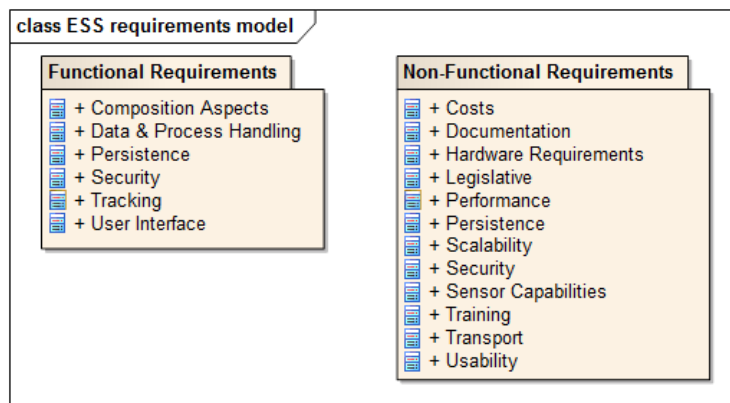 class ESS requirements model
Functional Requirements
+ Composition Aspects
+ Data & Process Handling
+ Persistence
+ Security
+ Tracking
+ User Interface
Non-Functional Requirements
+ Costs
+ Documentation
+ Hardware Requirements
+ Legislative
+ Performance
+ Persistence
+ Scalability
+ Security
+ Sensor Capabilities
+ Training
+ Transport
+ Usability